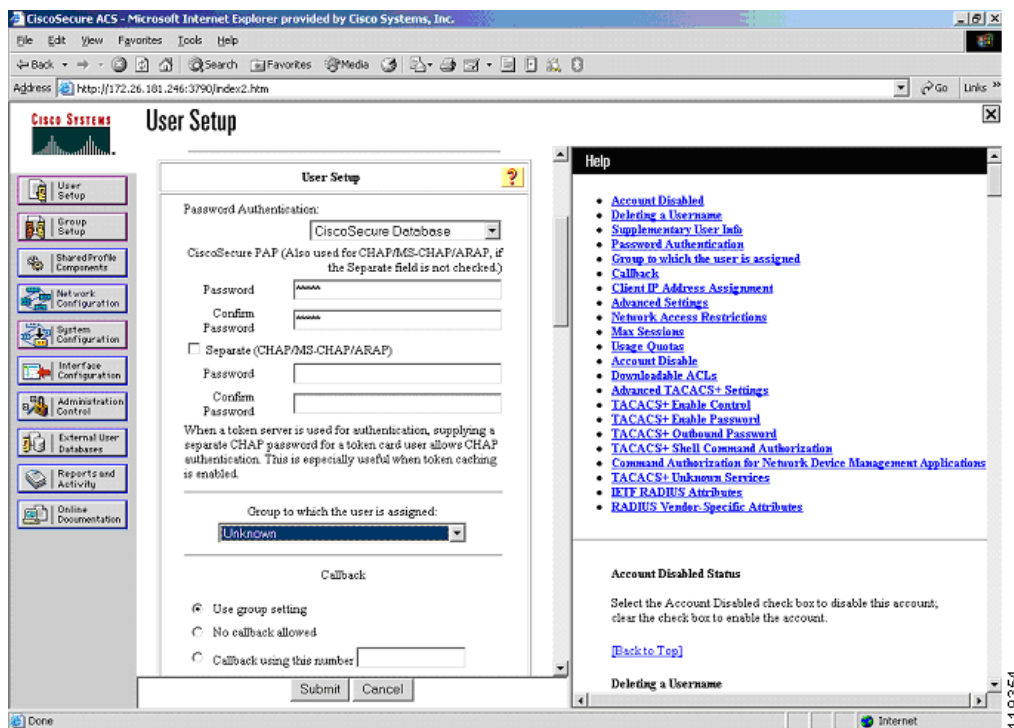 CiscoSecure ACS - Microsoft Internet Explorer provided by Cisco Systems, Inc.
File Edit View Favorites Tools Help
Back Search Favorites Media
Address http://172.26.181.246:3790/index2.htm Go Links »
CISCO SYSTEMS
User Setup
User Setup
Group Setup
Shared Profile Components
Network Configuration
System Configuration
Interface Configuration
Administration Control
External User Databases
Reports and Activity
Online Documentation
User Setup ?
Password Authentication:
CiscoSecure Database
CiscoSecure PAP (Also used for CHAP/MS-CHAP/ARAP, if
the Separate field is not checked.)
Password *****
Confirm
Password *****
Separate (CHAP/MS-CHAP/ARAP)
Password
Confirm
Password
When a token server is used for authentication, supplying a
separate CHAP password for a token card user allows CHAP
authentication. This is especially useful when token caching
is enabled.
Group to which the user is assigned:
Unknown
Callback
Use group setting
No callback allowed
Callback using this number
Submit Cancel
Help
Account Disabled
Deleting a Username
Supplementary User Info
Password Authentication
Group to which the user is assigned
Callback
Client IP Address Assignment
Advanced Settings
Network Access Restrictions
Max Sessions
Usage Quotas
Account Disable
Downloadable ACLs
Advanced TACACS+ Settings
TACACS+ Enable Control
TACACS+ Enable Password
TACACS+ Outbound Password
TACACS+ Shell Command Authorization
Command Authorization for Network Device Management Applications
TACACS+ Unknown Services
IETF RADIUS Attributes
RADIUS Vendor-Specific Attributes
Account Disabled Status
Select the Account Disabled check box to disable this account;
clear the check box to enable the account.
[Back to Top]
Deleting a Username
Done Internet